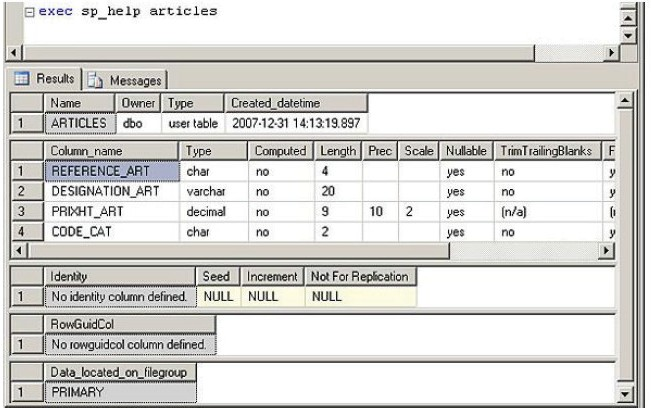 exec sp_help articles
Results Messages
Name Owner Type Created_datetime
1 ARTICLES dbo user table 2007-12-31 14:13:19.897
Column_name Type Computed Length Prec Scale Nullable TrimTrailingBlanks F
1 REFERENCE_ART char no 4 yes no y
2 DESIGNATION_ART varchar no 20 yes no y
3 PRIXHT_ART decimal no 9 10 2 yes (n/a) (
4 CODE_CAT char no 2 yes no y
Identity Seed Increment Not For Replication
1 No identity column defined. NULL NULL NULL
RowGuidCol
1 No rowguidcol column defined.
Data_located_on_filegroup
1 PRIMARY